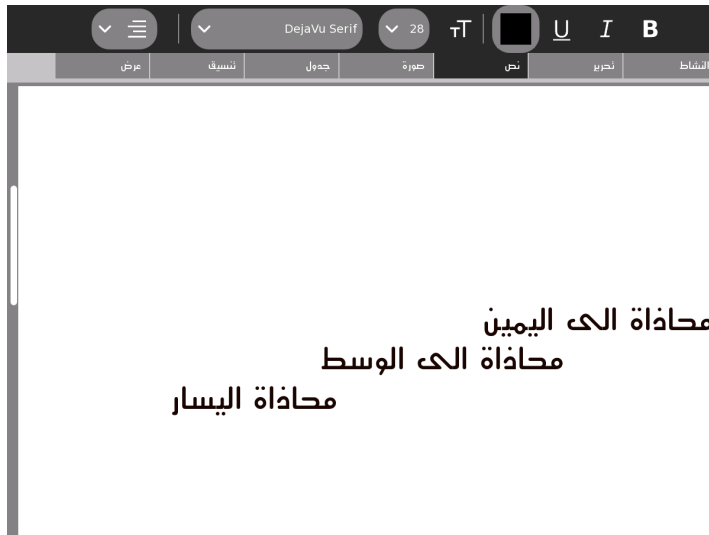 B I U 28 DejaVu Serif
النشاط تحرير نص صورة جدول تنسيق عرض
محاذاة الى اليمين
محاذاة الى الوسط
محاذاة اليسار